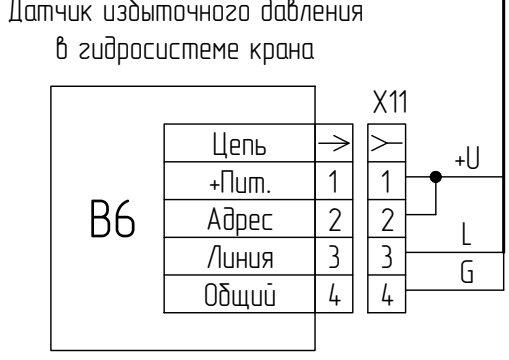 Датчик избыточного давления
в гидросистеме крана
X11
Цепь
+U
+Пит. 1 1
B6
Адрес 2 2
L
Линия 3 3
G
Общий 4 4